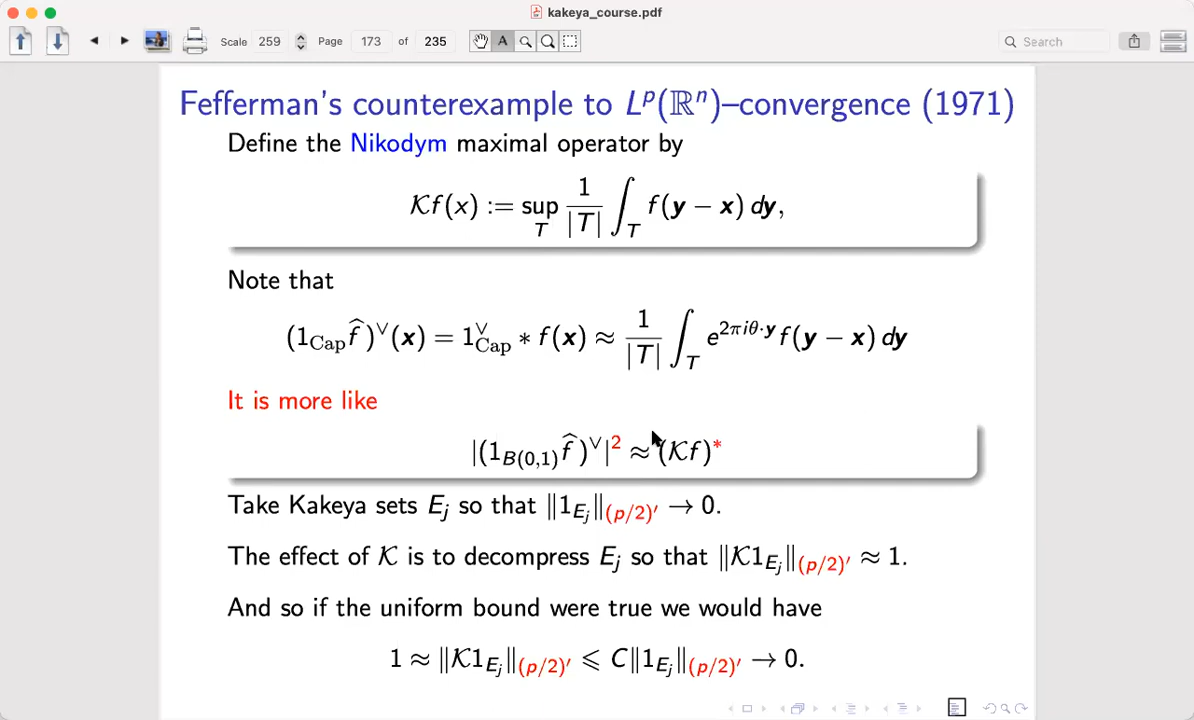 kakeya_course.pdf
Scale 259 Page 173 of 235 A Search
Fefferman's counterexample to Lᵖ(ℝⁿ)–convergence (1971)
Define the Nikodym maximal operator by
𝒦f(x) := sup_T 1/|T| ∫_T f(y − x) dy,
Note that
(1_Cap f̂)^∨(x) = 1^∨_Cap ∗ f(x) ≈ 1/|T| ∫_T e^{2πiθ·y} f(y − x) dy
It is more like
|(1_{B(0,1)} f̂)^∨|² ≈ (𝒦f)*
Take Kakeya sets E_j so that ‖1_{E_j}‖_{(p/2)′} → 0.
The effect of 𝒦 is to decompress E_j so that ‖𝒦1_{E_j}‖_{(p/2)′} ≈ 1.
And so if the uniform bound were true we would have
1 ≈ ‖𝒦1_{E_j}‖_{(p/2)′} ⩽ C‖1_{E_j}‖_{(p/2)′} → 0.